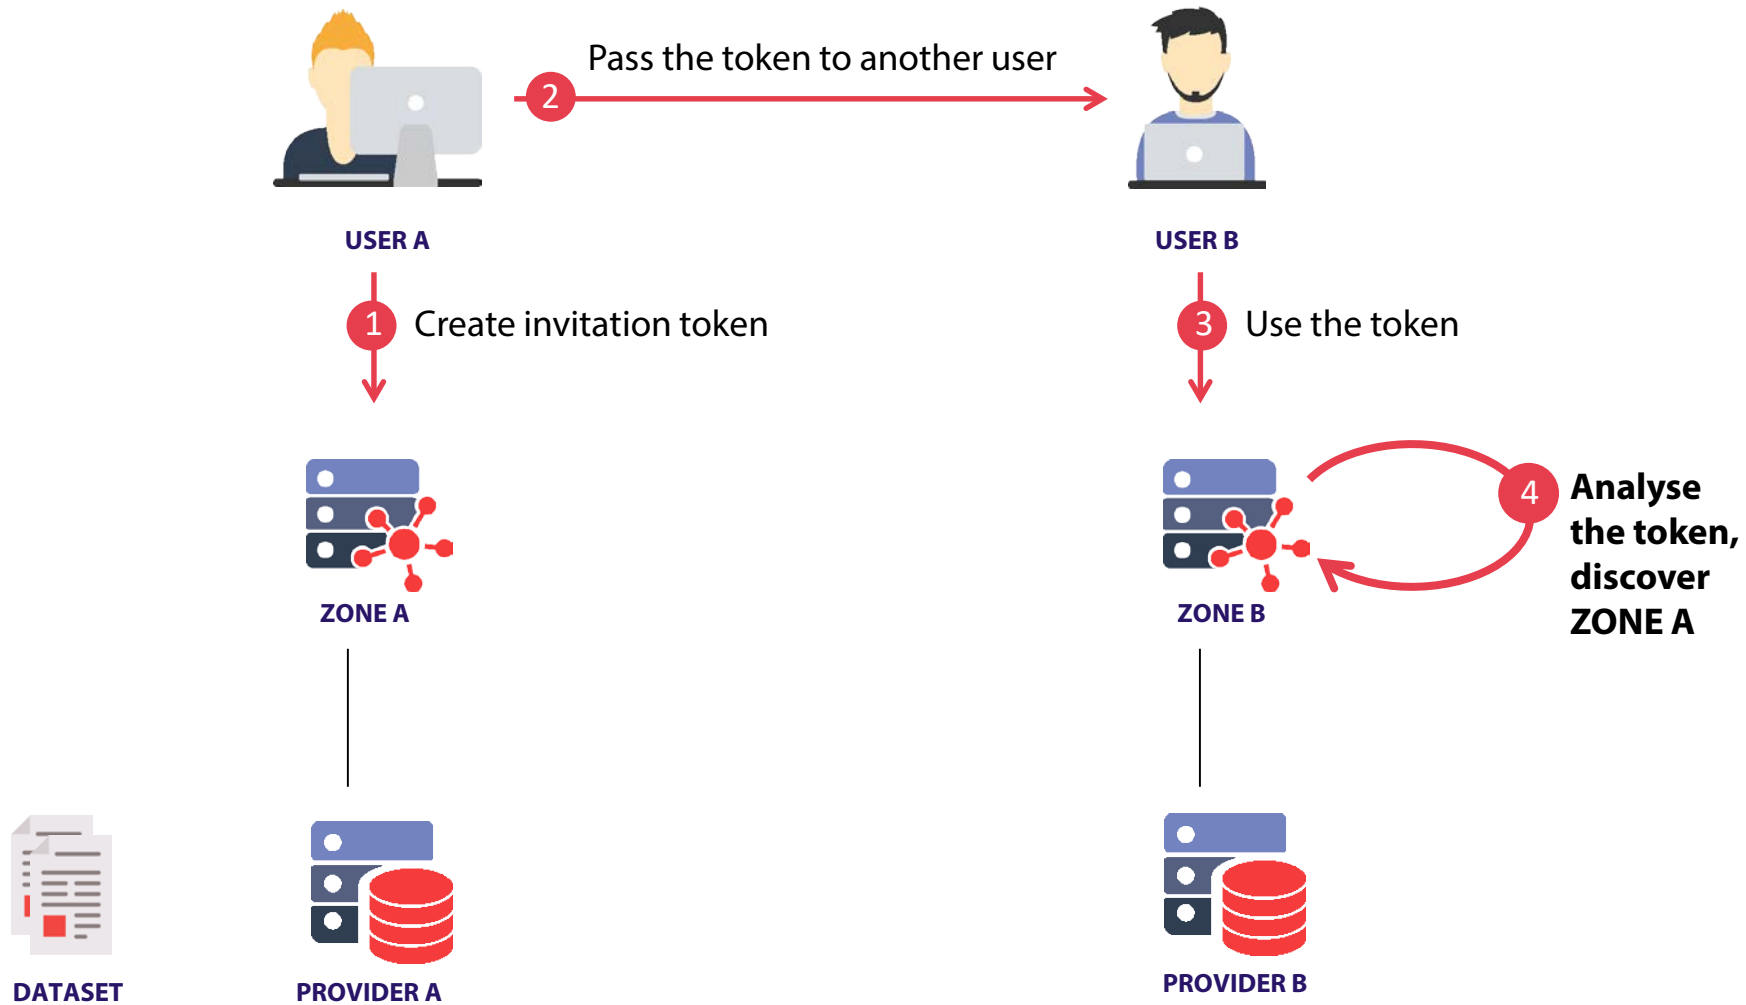 Pass the token to another user
2
USER A
USER B
1
Create invitation token
3
Use the token
4
Analyse
the token,
discover
ZONE A
ZONE A
ZONE B
DATASET
PROVIDER A
PROVIDER B